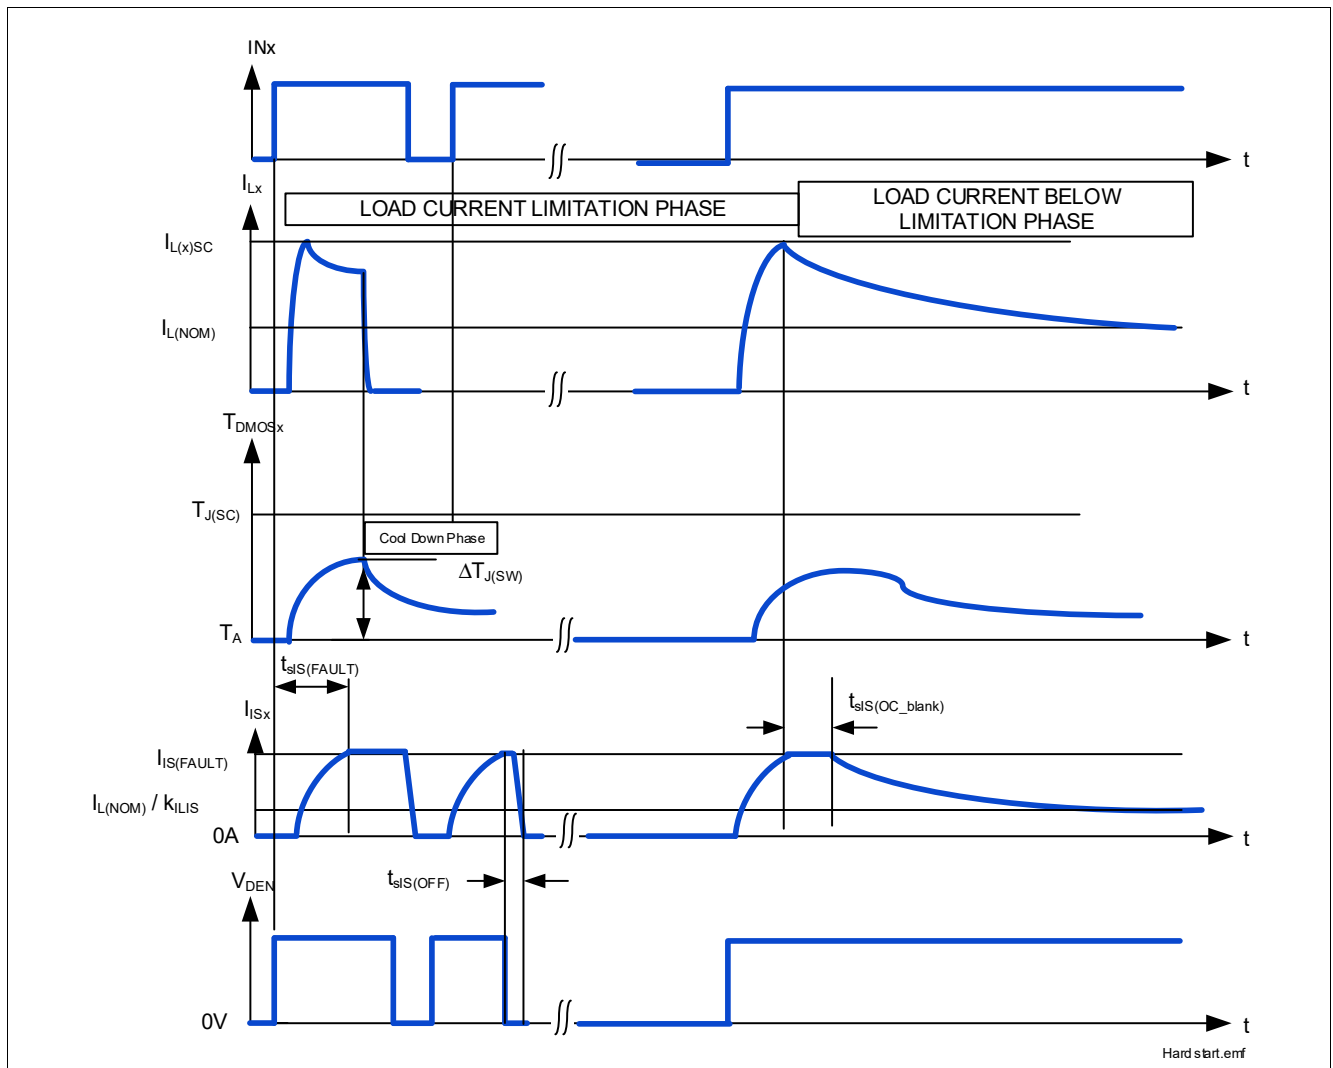 INx
t
ILx
LOAD CURRENT LIMITATION PHASE
LOAD CURRENT BELOW
LIMITATION PHASE
IL(x)SC
IL(NOM)
t
TDMOSx
TJ(SC)
Cool Down Phase
ΔTJ(SW)
TA
t
tsIS(FAULT)
IISx
tsIS(OC_blank)
IIS(FAULT)
IL(NOM) / kILIS
0A
t
VDEN
tsIS(OFF)
0V
t
Hard start.emf